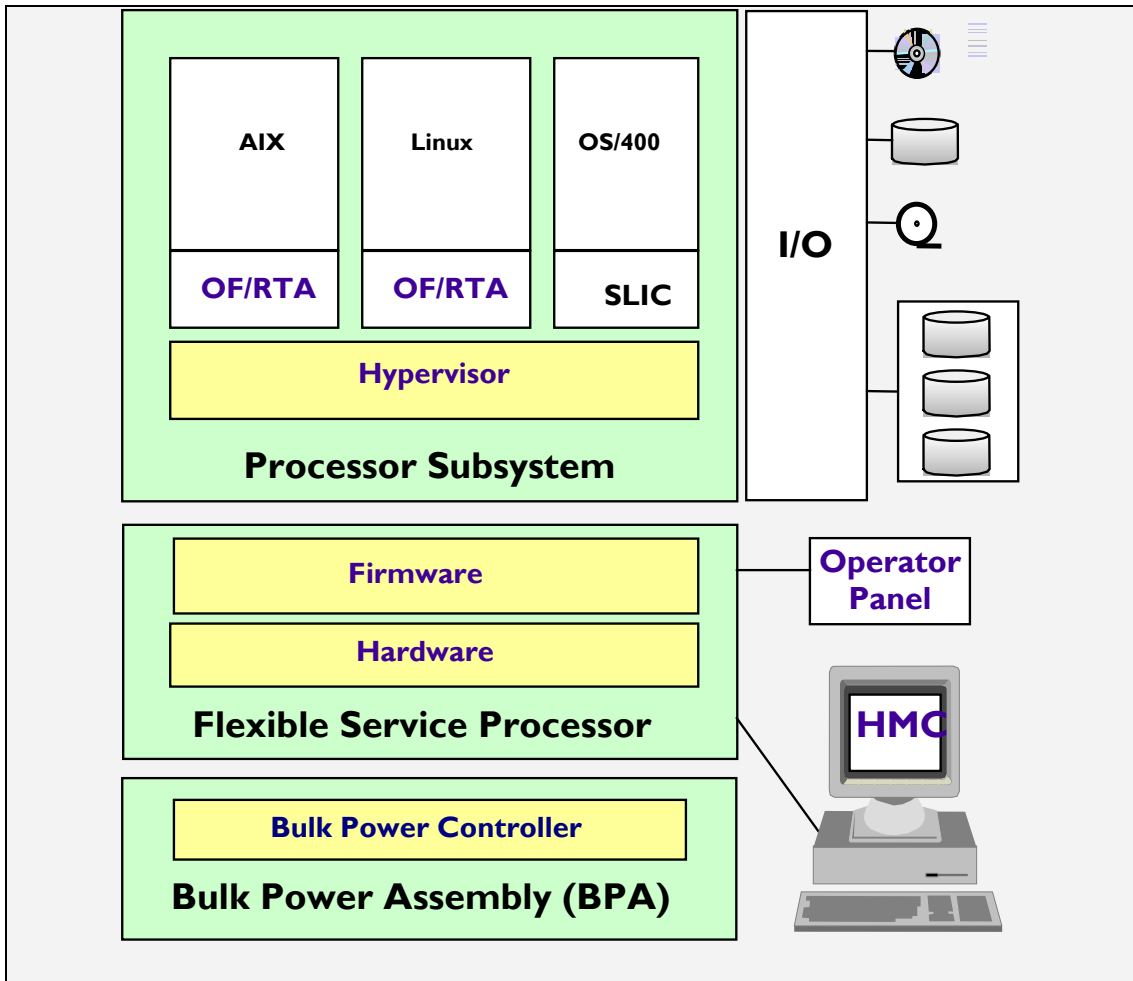 AIX
Linux
OS/400
OF/RTA
OF/RTA
SLIC
Hypervisor
Processor Subsystem
I/O
Firmware
Hardware
Flexible Service Processor
Operator
Panel
HMC
Bulk Power Controller
Bulk Power Assembly (BPA)